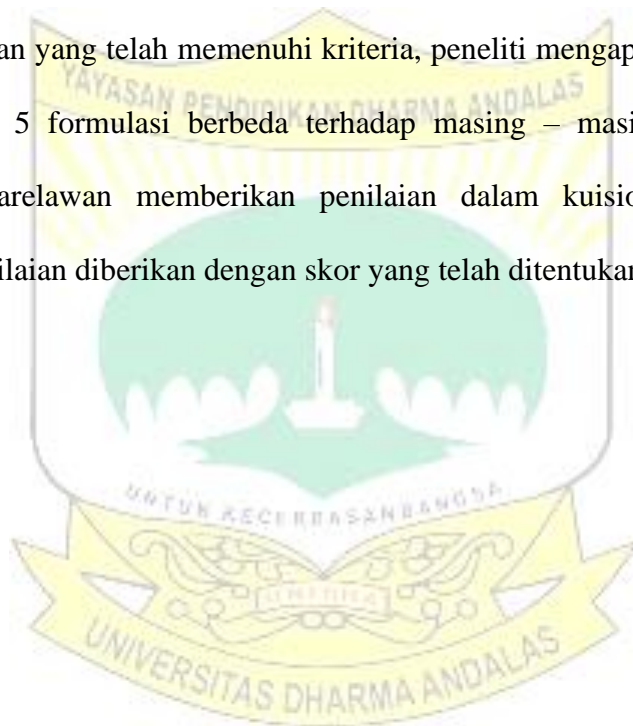 an yang telah memenuhi kriteria, peneliti mengap
YAYASAN PENDIDIKAN DHARMA ANDALAS
5 formulasi berbeda terhadap masing – masi
arelawan memberikan penilaian dalam kuisio
ilaian diberikan dengan skor yang telah ditentukan
UNTUK KECERDASAN BANGSA
UNIVERSITAS DHARMA ANDALAS